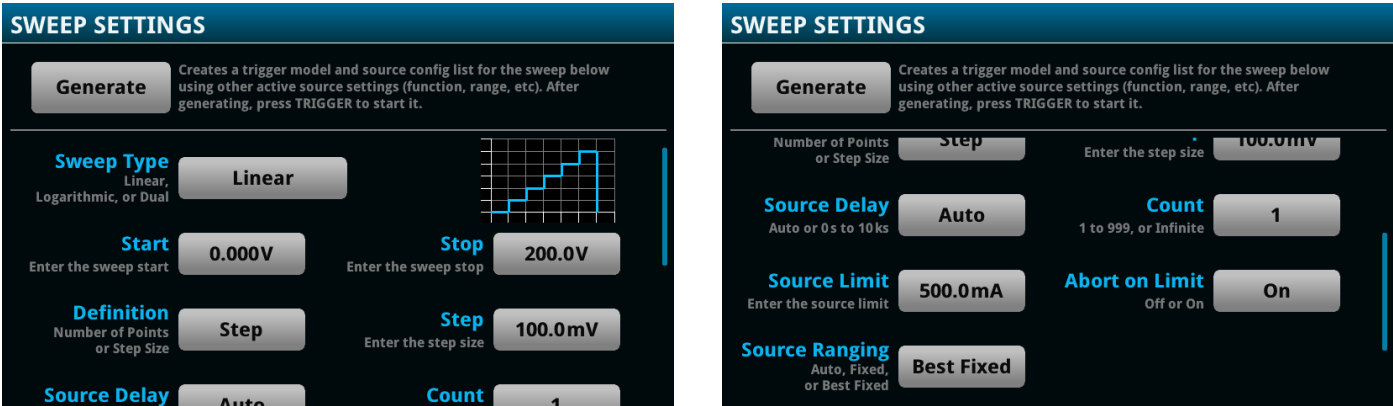 SWEEP SETTINGS
Generate
Creates a trigger model and source config list for the sweep below
using other active source settings (function, range, etc). After
generating, press TRIGGER to start it.
Sweep Type
Linear,
Logarithmic, or Dual
Linear
Start
Enter the sweep start
0.000V
Stop
Enter the sweep stop
200.0V
Definition
Number of Points
or Step Size
Step
Step
Enter the step size
100.0mV
Source Delay
Auto
Count
1
SWEEP SETTINGS
Generate
Creates a trigger model and source config list for the sweep below
using other active source settings (function, range, etc). After
generating, press TRIGGER to start it.
Number of Points
or Step Size
Step
Enter the step size
100.0mV
Source Delay
Auto or 0s to 10ks
Auto
Count
1 to 999, or Infinite
1
Source Limit
Enter the source limit
500.0mA
Abort on Limit
Off or On
On
Source Ranging
Auto, Fixed,
or Best Fixed
Best Fixed